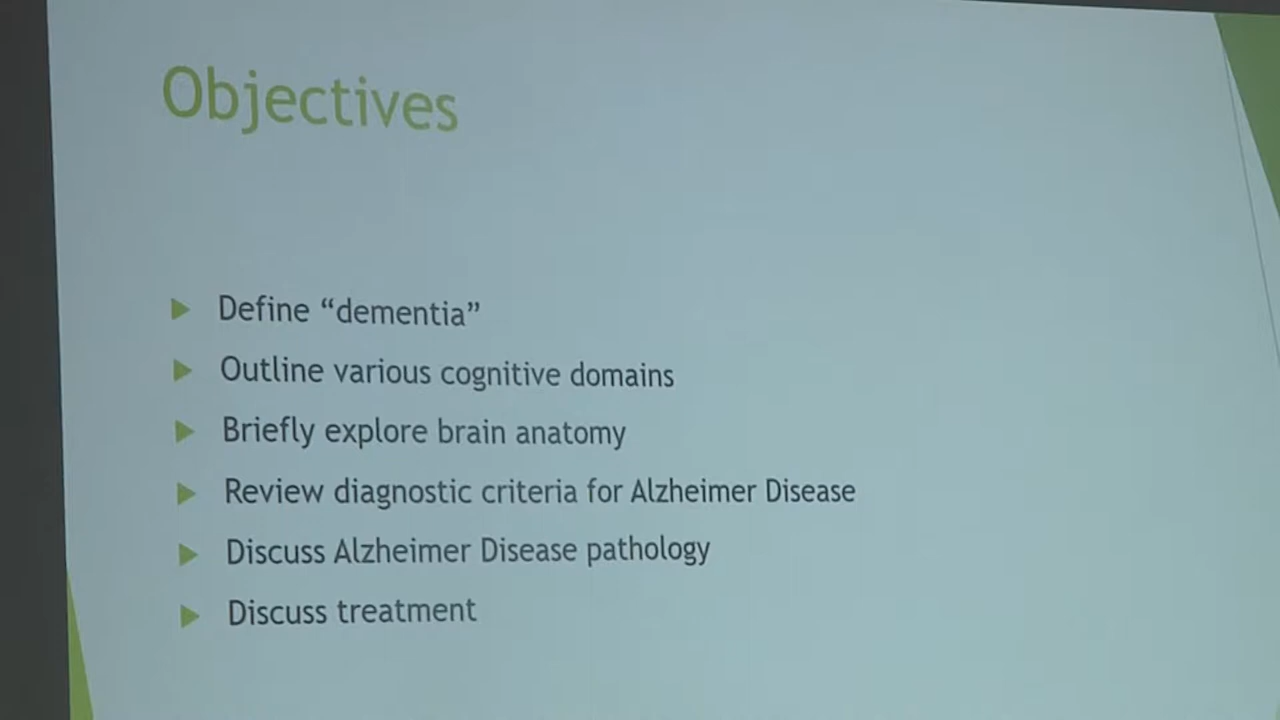 Objectives
Define “dementia”
Outline various cognitive domains
Briefly explore brain anatomy
Review diagnostic criteria for Alzheimer Disease
Discuss Alzheimer Disease pathology
Discuss treatment